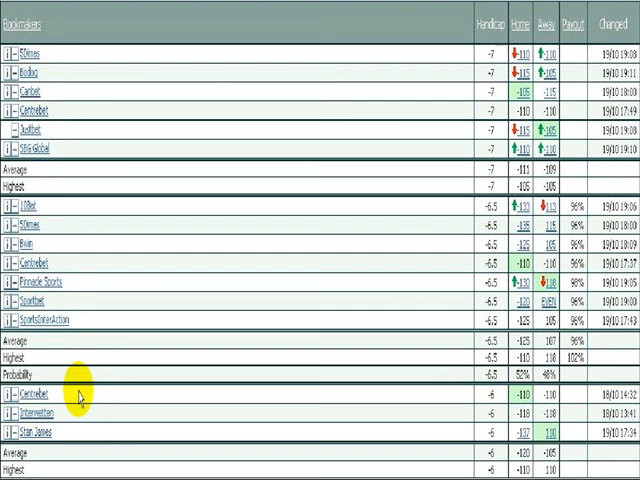 Bookmakers Handicap Home Away Payout Changed
5Dimes -7 -110 -110 19/10 19:08
Bodog -7 -115 -105 19/10 19:11
Canbet -7 -105 -115 19/10 18:00
Centrebet -7 -110 -110 19/10 17:49
Justbet -7 -115 -105 19/10 19:08
SBG Global -7 -110 -110 19/10 19:10
Average -7 -111 -109
Highest -7 -105 -105
10Bet -6.5 -133 113 96% 19/10 19:06
5Dimes -6.5 -135 115 96% 19/10 18:00
Bwin -6.5 -125 105 96% 19/10 18:09
Centrebet -6.5 -110 -110 96% 19/10 17:37
Pinnacle Sports -6.5 -130 118 98% 19/10 19:05
Sportbet -6.5 -120 EVEN 96% 19/10 19:00
SportsInterAction -6.5 -125 105 96% 19/10 17:43
Average -6.5 -125 107 96%
Highest -6.5 -110 118 102%
Probability -6.5 52% 48%
Centrebet -6 -110 -110 18/10 14:32
Interwetten -6 -118 -118 18/10 13:41
Stan James -6 -137 110 19/10 17:34
Average -6 -120 -105
Highest -6 -110 110